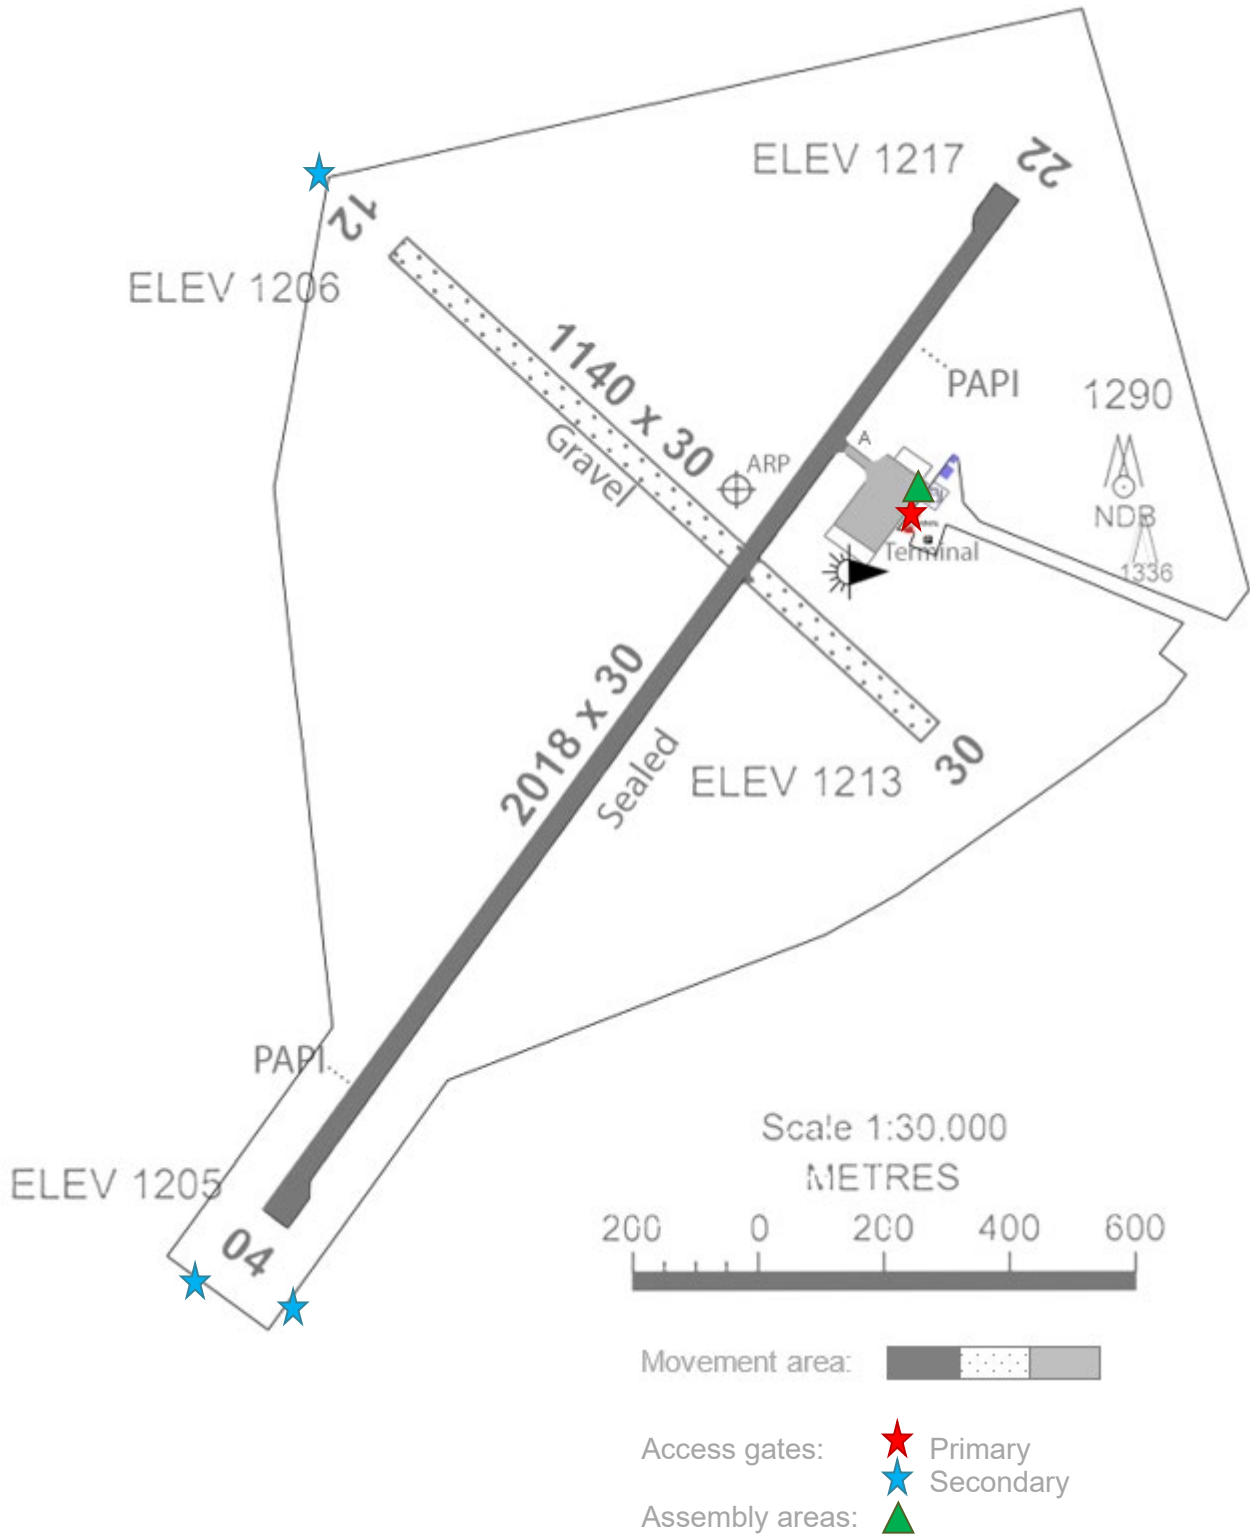 22
ELEV 1217
12
ELEV 1206
1140 x 30
Gravel
PAPI
1290
A
ARP
NDB
Terminal
1336
2018 x 30
Sealed
ELEV 1213
30
PAPI
ELEV 1205
04
Scale 1:30.000
METRES
200 0 200 400 600
Movement area:
Access gates: Primary
Secondary
Assembly areas: